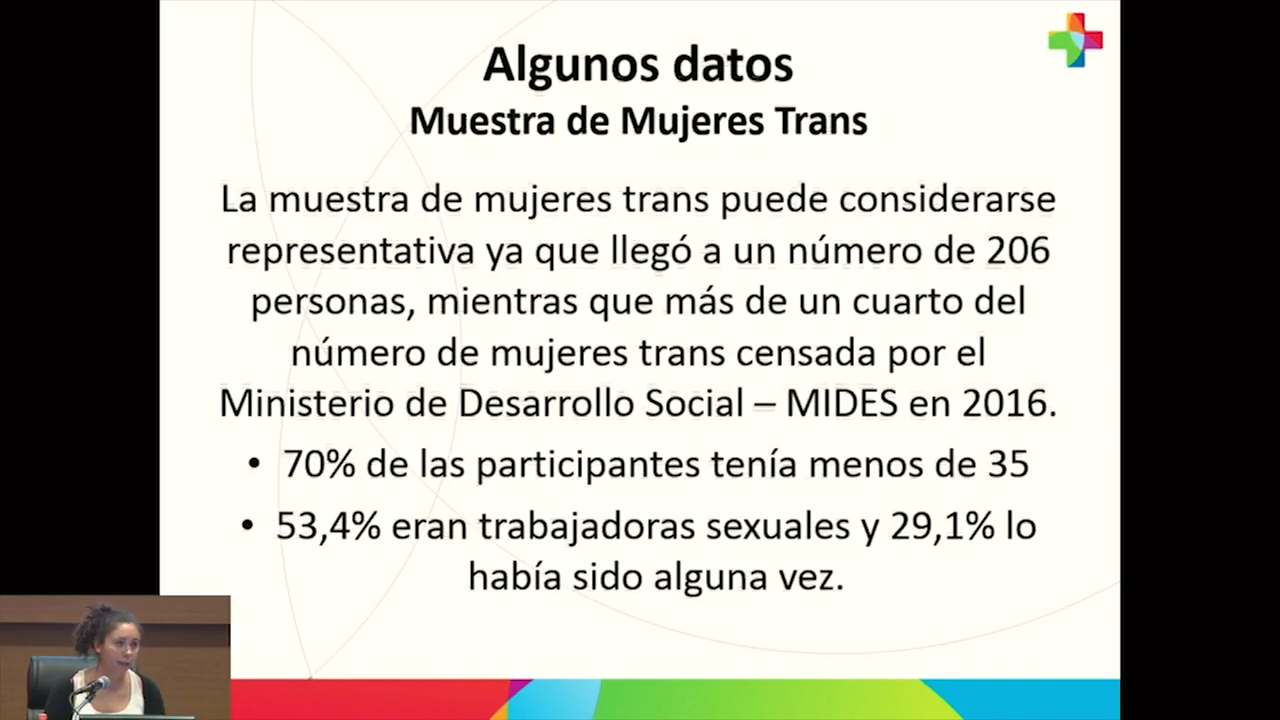 Algunos datos
Muestra de Mujeres Trans
La muestra de mujeres trans puede considerarse
representativa ya que llegó a un número de 206
personas, mientras que más de un cuarto del
número de mujeres trans censada por el
Ministerio de Desarrollo Social – MIDES en 2016.
• 70% de las participantes tenía menos de 35
• 53,4% eran trabajadoras sexuales y 29,1% lo
había sido alguna vez.